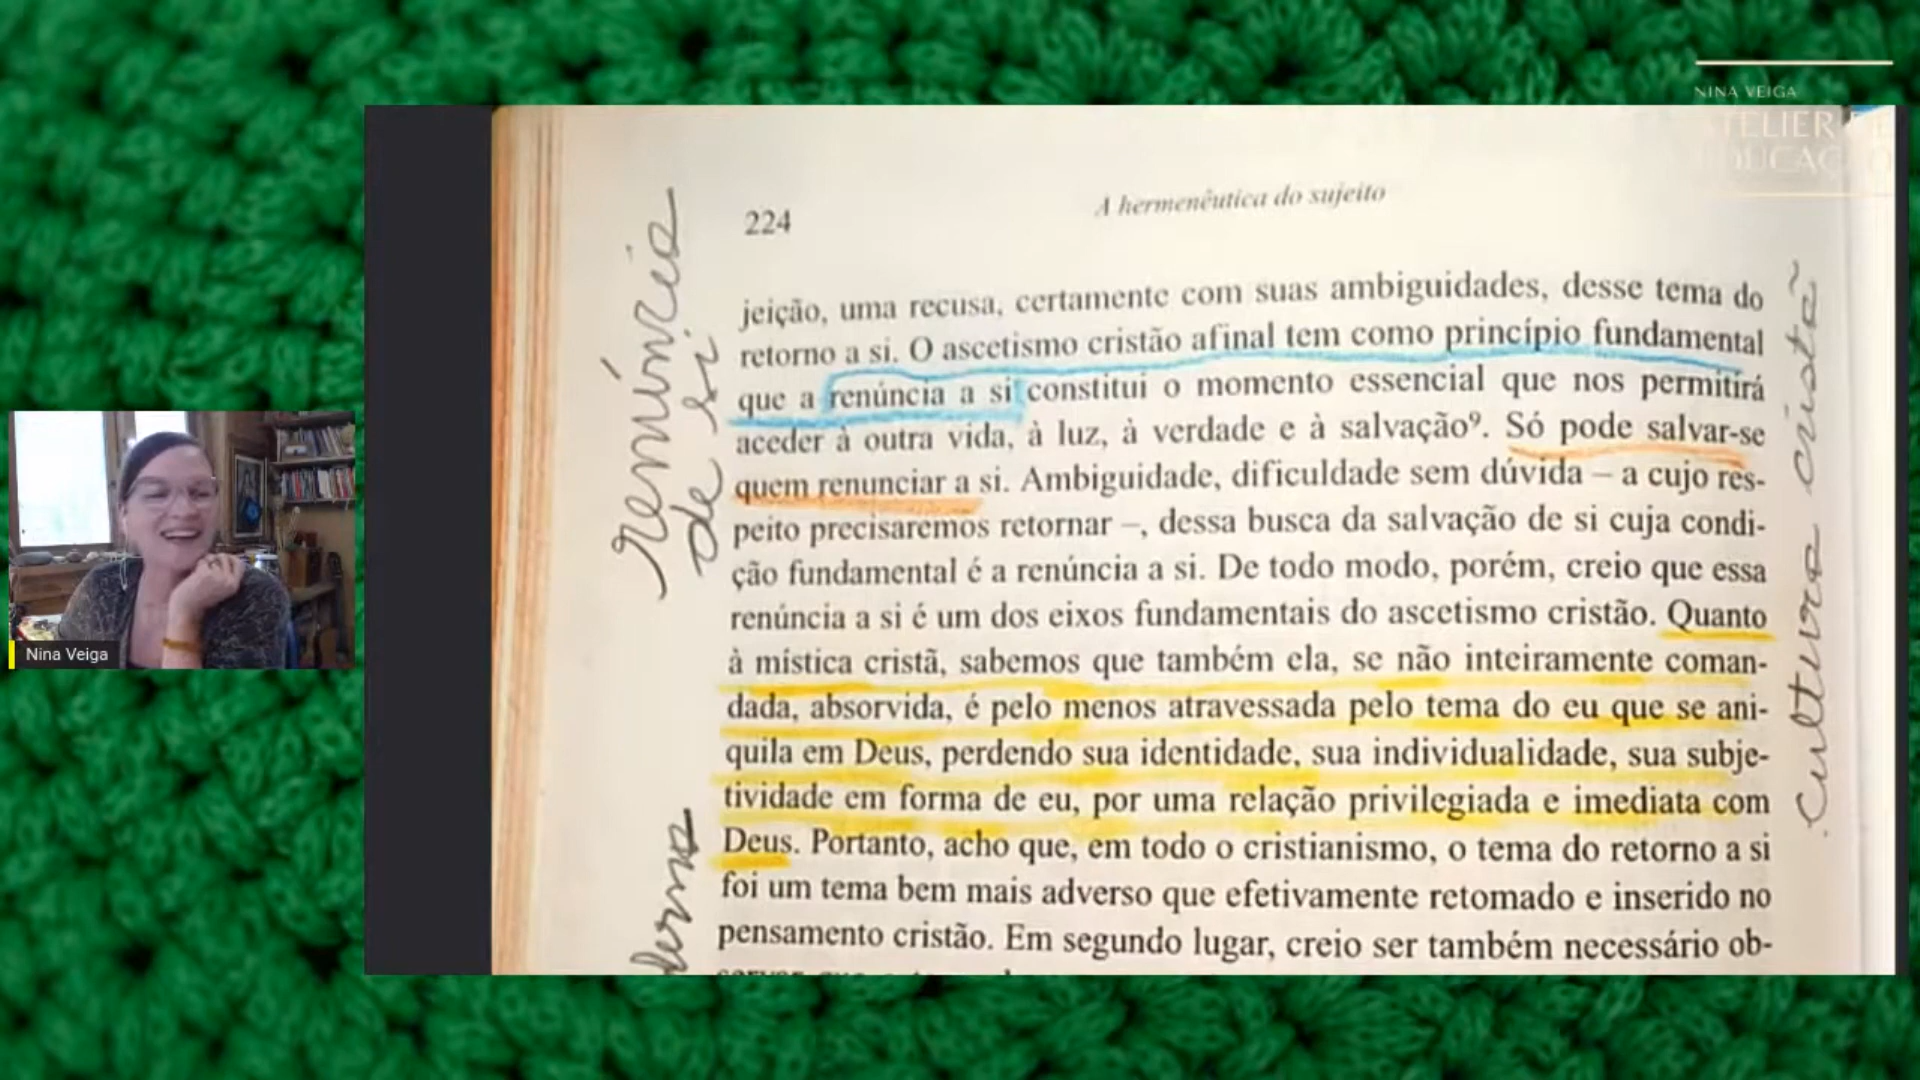 NINA VEIGA
ATELIER DE
EDUCAÇÃO
224
A hermenêutica do sujeito
jeição, uma recusa, certamente com suas ambiguidades, desse tema do
retorno a si. O ascetismo cristão afinal tem como princípio fundamental
que a renúncia a si constitui o momento essencial que nos permitirá
aceder à outra vida, à luz, à verdade e à salvação⁹. Só pode salvar-se
quem renunciar a si. Ambiguidade, dificuldade sem dúvida – a cujo res-
peito precisaremos retornar –, dessa busca da salvação de si cuja condi-
ção fundamental é a renúncia a si. De todo modo, porém, creio que essa
renúncia a si é um dos eixos fundamentais do ascetismo cristão. Quanto
à mística cristã, sabemos que também ela, se não inteiramente coman-
dada, absorvida, é pelo menos atravessada pelo tema do eu que se ani-
quila em Deus, perdendo sua identidade, sua individualidade, sua subje-
tividade em forma de eu, por uma relação privilegiada e imediata com
Deus. Portanto, acho que, em todo o cristianismo, o tema do retorno a si
foi um tema bem mais adverso que efetivamente retomado e inserido no
pensamento cristão. Em segundo lugar, creio ser também necessário ob-
renúncia
de si
cultura cristã
Nina Veiga